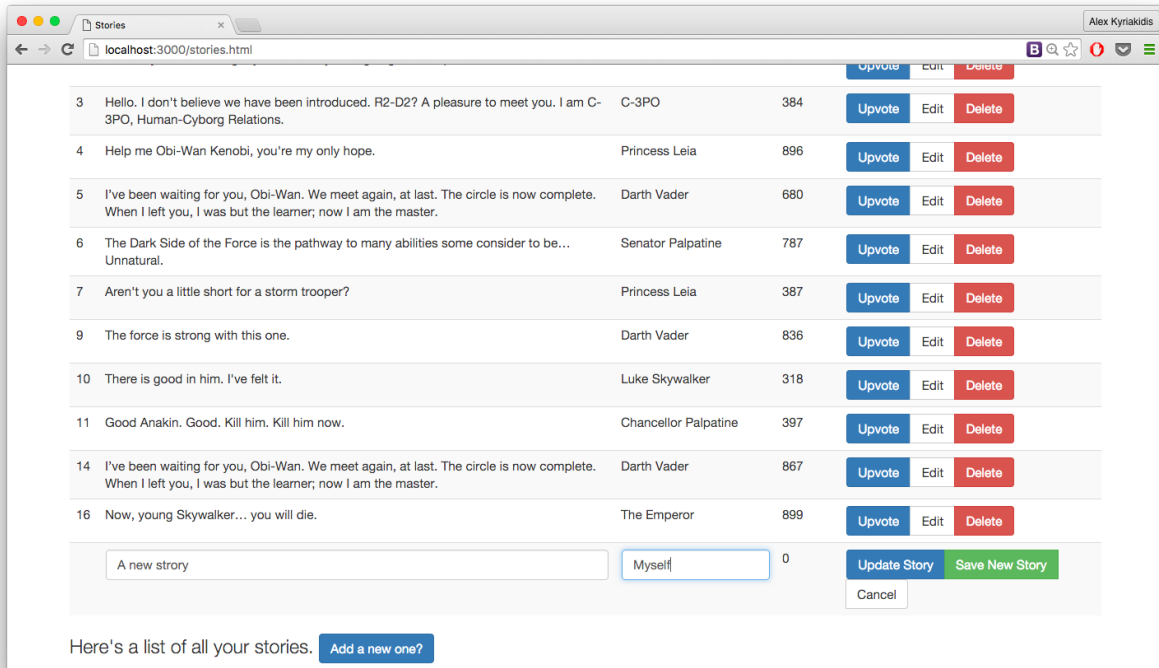 Stories
Alex Kyriakidis
localhost:3000/stories.html
Upvote Edit Delete
3 Hello. I don't believe we have been introduced. R2-D2? A pleasure to meet you. I am C- C-3PO 384 Upvote Edit Delete
3PO, Human-Cyborg Relations.
4 Help me Obi-Wan Kenobi, you're my only hope. Princess Leia 896 Upvote Edit Delete
5 I've been waiting for you, Obi-Wan. We meet again, at last. The circle is now complete. Darth Vader 680 Upvote Edit Delete
When I left you, I was but the learner; now I am the master.
6 The Dark Side of the Force is the pathway to many abilities some consider to be… Senator Palpatine 787 Upvote Edit Delete
Unnatural.
7 Aren't you a little short for a storm trooper? Princess Leia 387 Upvote Edit Delete
9 The force is strong with this one. Darth Vader 836 Upvote Edit Delete
10 There is good in him. I've felt it. Luke Skywalker 318 Upvote Edit Delete
11 Good Anakin. Good. Kill him. Kill him now. Chancellor Palpatine 397 Upvote Edit Delete
14 I've been waiting for you, Obi-Wan. We meet again, at last. The circle is now complete. Darth Vader 867 Upvote Edit Delete
When I left you, I was but the learner; now I am the master.
16 Now, young Skywalker… you will die. The Emperor 899 Upvote Edit Delete
A new strory Myself 0 Update Story Save New Story
Cancel
Here's a list of all your stories. Add a new one?